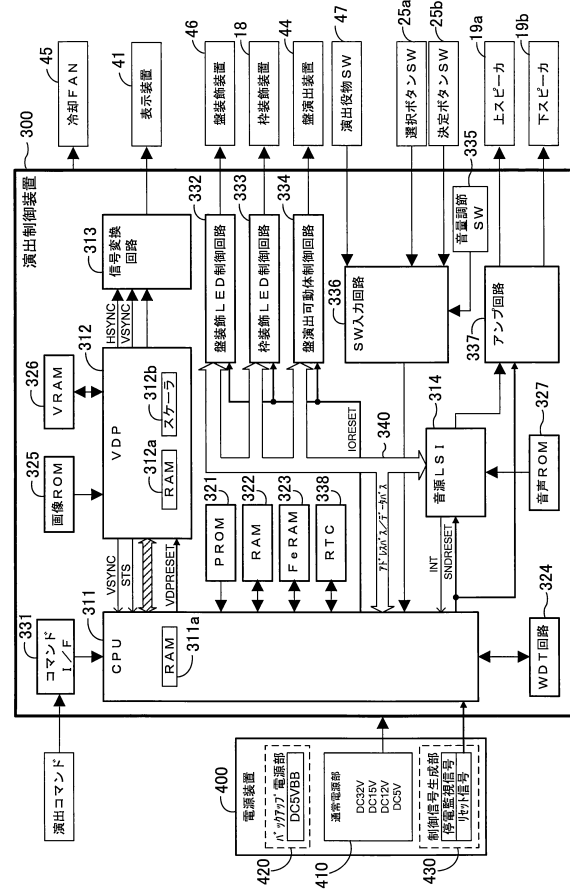 300
演出制御装置
演出コマンド
331
コマンド
I/F
311
CPU
RAM
311a
VSYNC
STS
VDPRESET
325
画像ROM
326
VRAM
312
VDP
312a
RAM
312b
スケーラ
HSYNC
VSYNC
313
信号変換
回路
45
冷却FAN
41
表示装置
321
PROM
322
RAM
323
FeRAM
338
RTC
332
盤装飾LED制御回路
333
枠装飾LED制御回路
334
盤演出可動体制御回路
46
盤装飾装置
18
枠装飾装置
44
盤演出装置
47
演出役物SW
25a
選択ボタンSW
25b
決定ボタンSW
335
音量調節
SW
336
SW入力回路
IORESET
340
アドレスバス/データバス
314
音源LSI
INT
SNDRESET
337
アンプ回路
19a
上スピーカ
19b
下スピーカ
327
音声ROM
324
WDT回路
400
電源装置
バックアップ電源部
DC5VBB
420
通常電源部
DC32V
DC15V
DC12V
DC5V
410
制御信号生成部
停電監視信号
リセット信号
430